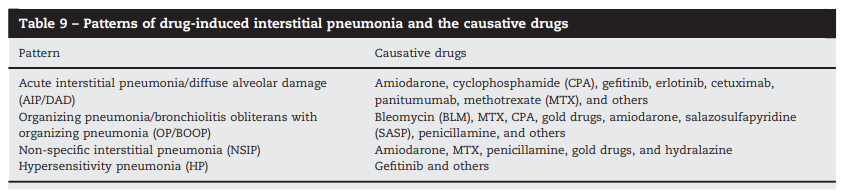 Table 9 – Patterns of drug-induced interstitial pneumonia and the causative drugs
Pattern Causative drugs
Acute interstitial pneumonia/diffuse alveolar damage Amiodarone, cyclophosphamide (CPA), gefitinib, erlotinib, cetuximab,
(AIP/DAD) panitumumab, methotrexate (MTX), and others
Organizing pneumonia/bronchiolitis obliterans with Bleomycin (BLM), MTX, CPA, gold drugs, amiodarone, salazosulfapyridine
organizing pneumonia (OP/BOOP) (SASP), penicillamine, and others
Non-specific interstitial pneumonia (NSIP) Amiodarone, MTX, penicillamine, gold drugs, and hydralazine
Hypersensitivity pneumonia (HP) Gefitinib and others